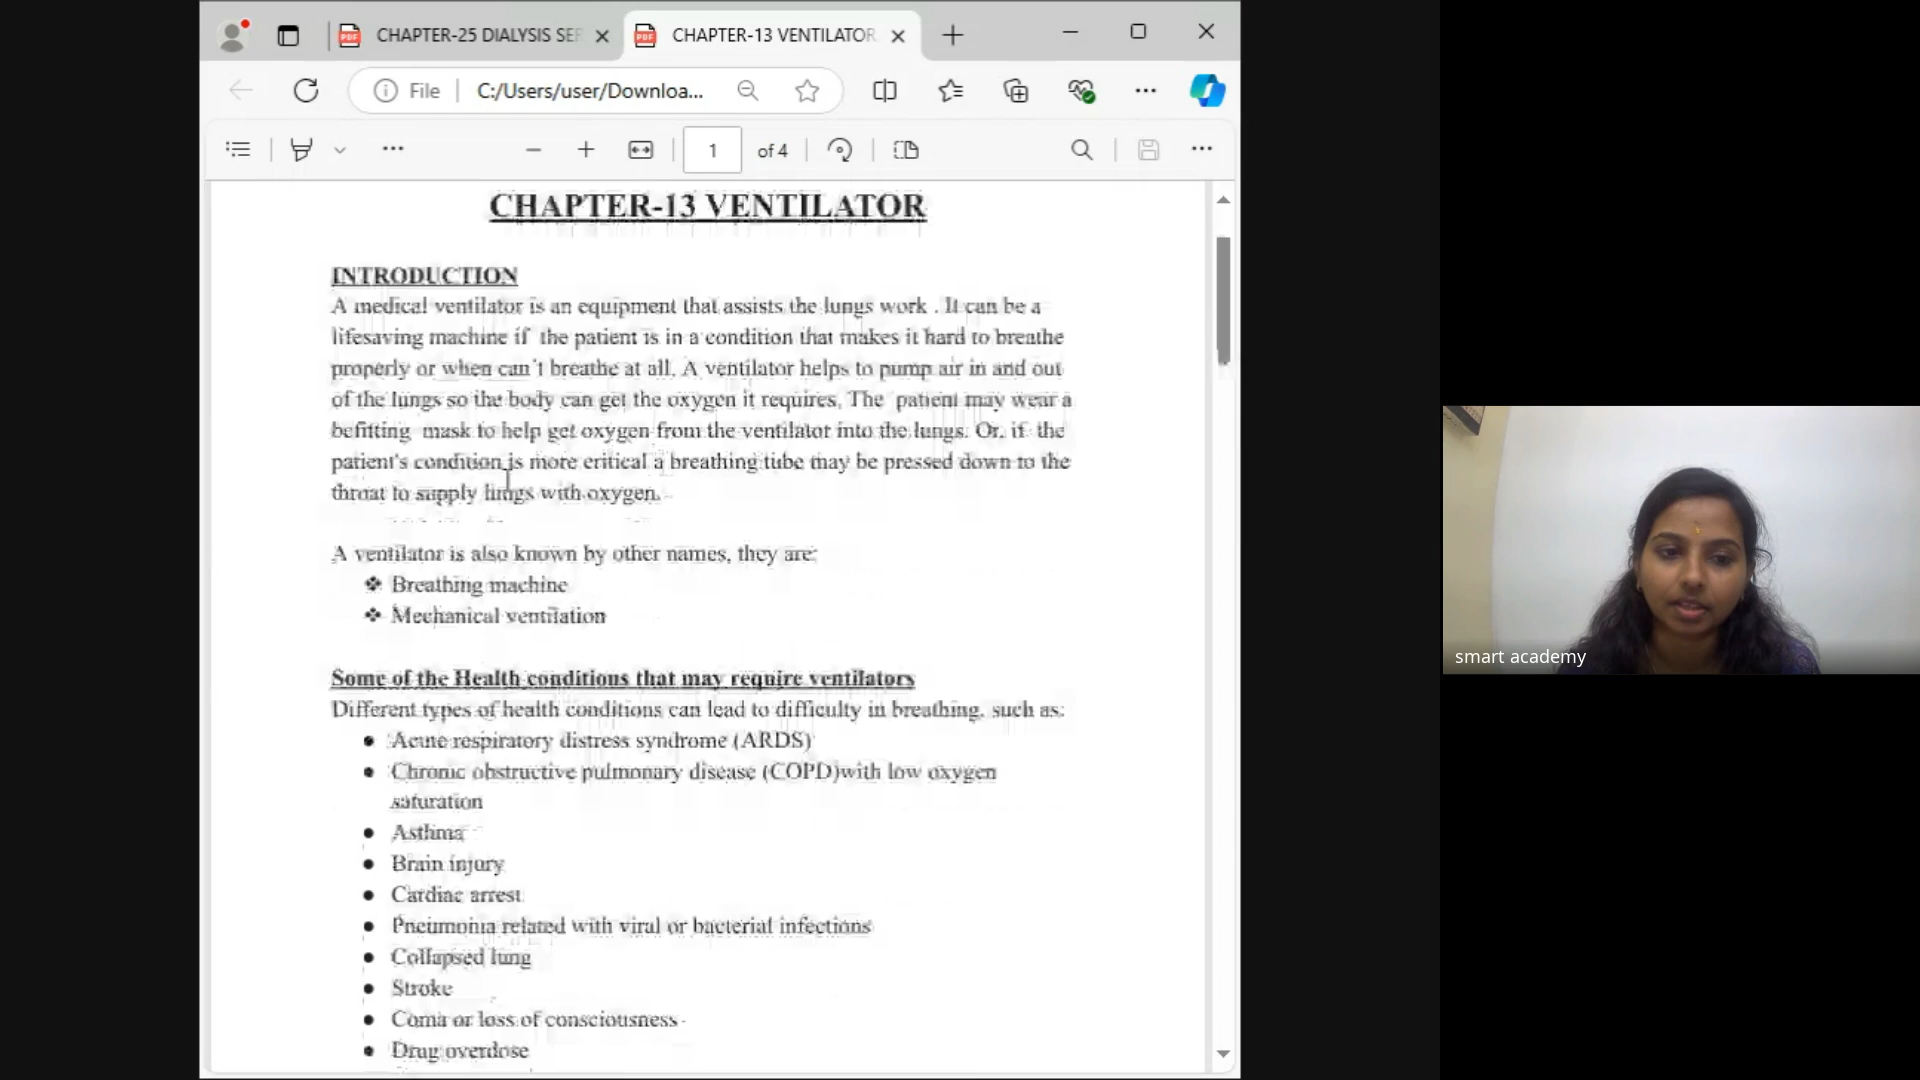 CHAPTER-25 DIALYSIS SER
CHAPTER-13 VENTILATOR
File
C:/Users/user/Downloa...
1 of 4
CHAPTER-13 VENTILATOR
INTRODUCTION
A medical ventilator is an equipment that assists the lungs work . It can be a
lifesaving machine if the patient is in a condition that makes it hard to breathe
properly or when can't breathe at all. A ventilator helps to pump air in and out
of the lungs so the body can get the oxygen it requires. The patient may wear a
befitting mask to help get oxygen from the ventilator into the lungs. Or, if the
patient's condition is more critical a breathing tube may be pressed down to the
throat to supply lungs with oxygen.
A ventilator is also known by other names, they are:
❖ Breathing machine
❖ Mechanical ventilation
Some of the Health conditions that may require ventilators
Different types of health conditions can lead to difficulty in breathing, such as:
● Acute respiratory distress syndrome (ARDS)
● Chronic obstructive pulmonary disease (COPD)with low oxygen
saturation
● Asthma
● Brain injury
● Cardiac arrest
● Pneumonia related with viral or bacterial infections
● Collapsed lung
● Stroke
● Coma or loss of consciousness
● Drug overdose
smart academy